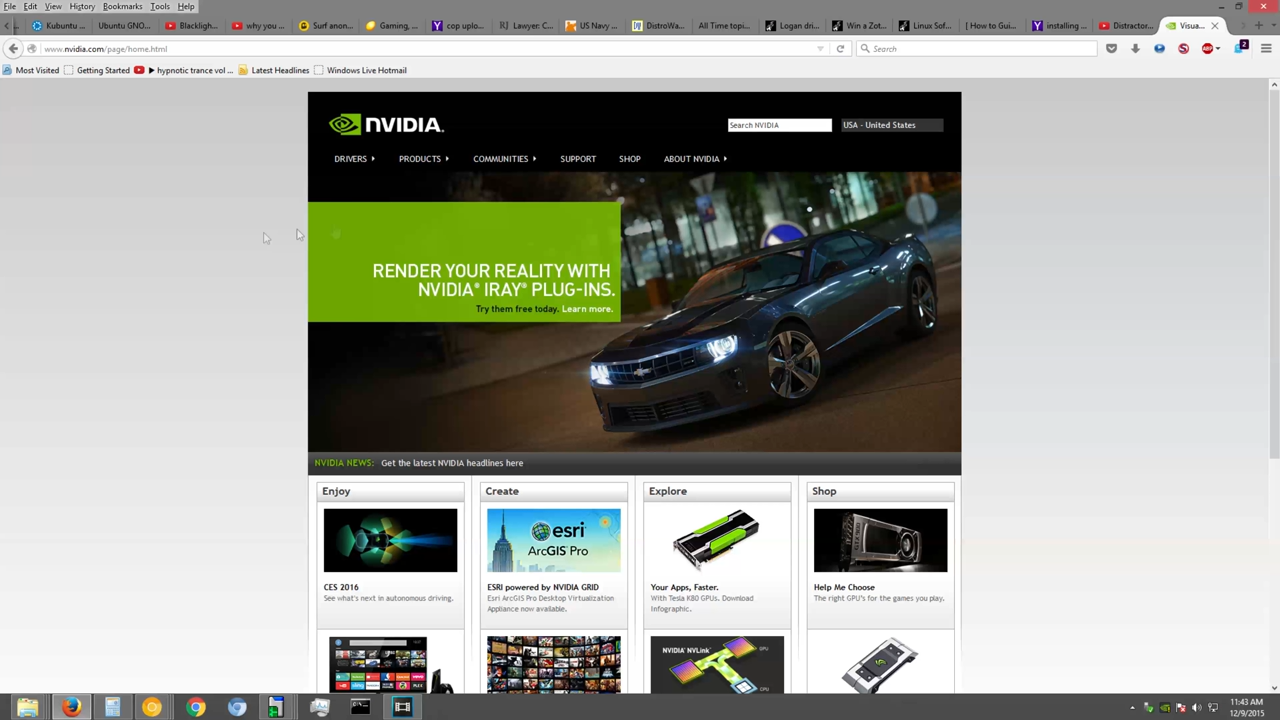 File Edit View History Bookmarks Tools Help
Kubuntu ... Ubuntu GNO... Blackligh... why you ... Surf anon... Gaming, ... cop uplo... Lawyer: C... US Navy ... DistroWa... All Time topi... Logan dri... Win a Zot... Linux Sof... [ How to Gui... installing ... Distractor... Visua...
www.nvidia.com/page/home.html
Search
ABP
2
Most Visited Getting Started ▶ hypnotic trance vol ... Latest Headlines Windows Live Hotmail
NVIDIA.
Search NVIDIA
USA - United States
DRIVERS PRODUCTS COMMUNITIES SUPPORT SHOP ABOUT NVIDIA
RENDER YOUR REALITY WITH
NVIDIA® IRAY® PLUG-INS.
Try them free today. Learn more.
NVIDIA NEWS: Get the latest NVIDIA headlines here
Enjoy
CES 2016
See what's next in autonomous driving.
Create
esri
ArcGIS Pro
ESRI powered by NVIDIA GRID
Esri ArcGIS Pro Desktop Virtualization
Appliance now available.
Explore
Your Apps, Faster.
With Tesla K80 GPUs. Download
Infographic.
NVIDIA NVLink
GPU
CPU
Shop
Help Me Choose
The right GPU's for the games you play.
11:43 AM
12/9/2015